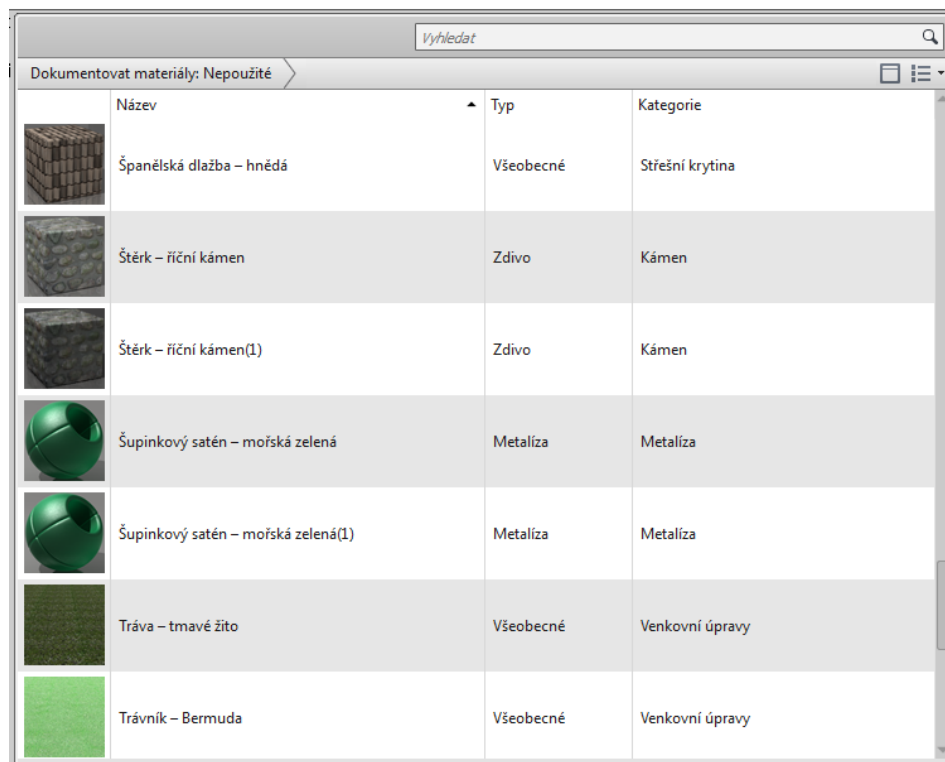 Vyhledat
Dokumentovat materiály: Nepoužité
Název Typ Kategorie
Španělská dlažba – hnědá Všeobecné Střešní krytina
Štěrk – říční kámen Zdivo Kámen
Štěrk – říční kámen(1) Zdivo Kámen
Šupinkový satén – mořská zelená Metalíza Metalíza
Šupinkový satén – mořská zelená(1) Metalíza Metalíza
Tráva – tmavé žito Všeobecné Venkovní úpravy
Trávník – Bermuda Všeobecné Venkovní úpravy